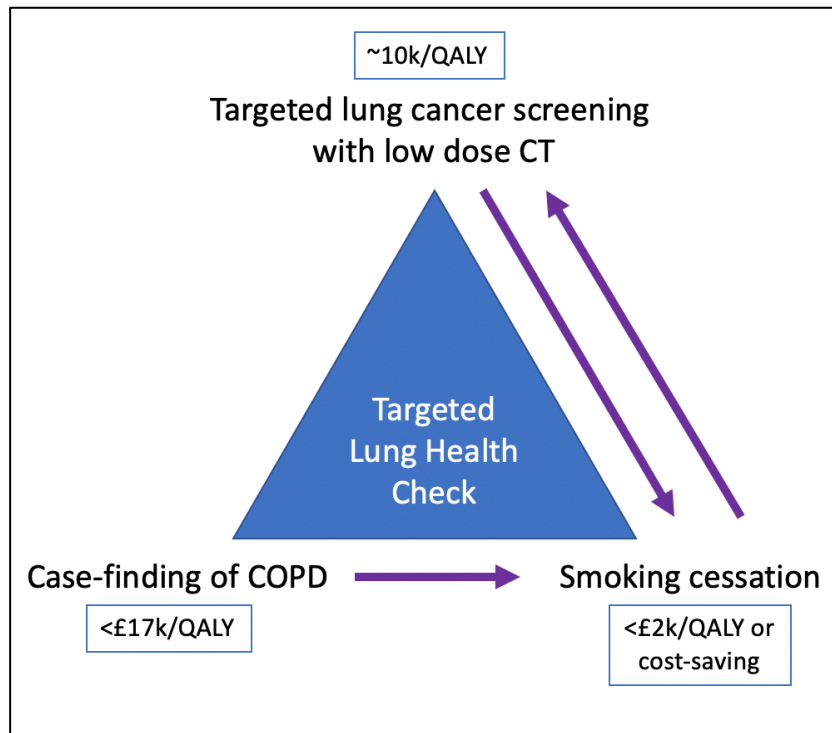 ~10k/QALY
Targeted lung cancer screening
with low dose CT
Targeted
Lung Health
Check
Case-finding of COPD
<£17k/QALY
Smoking cessation
<£2k/QALY or
cost-saving